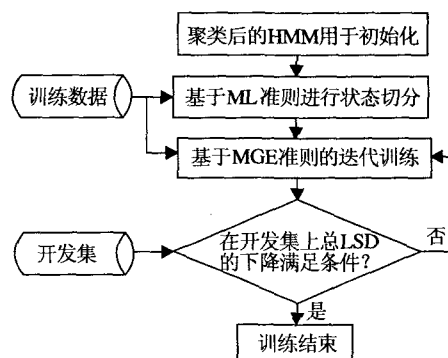 聚类后的HMM用于初始化
训练数据
基于ML准则进行状态切分
基于MGE准则的迭代训练
开发集
在开发集上总LSD
的下降满足条件?
否
是
训练结束